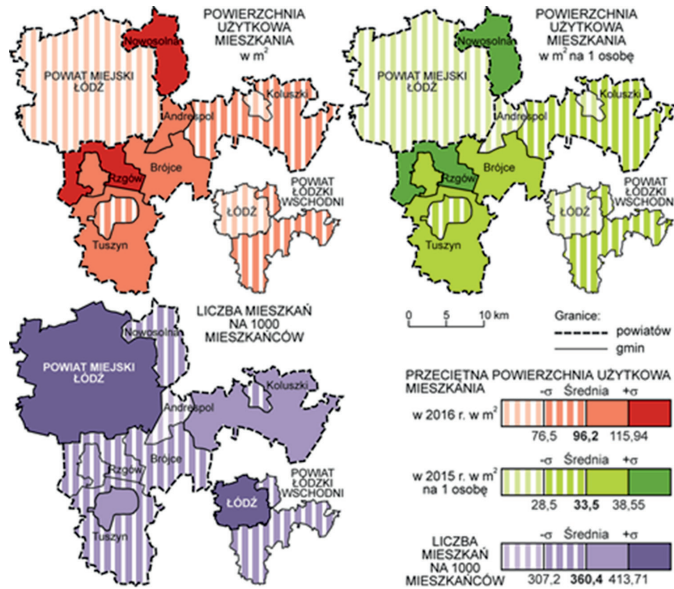 POWIERZCHNIA
UŻYTKOWA
MIESZKANIA
w m²
Nowosolna
POWIAT MIEJSKI
ŁÓDŹ
Koluszki
Andrespol
Brójce
Rzgów
Tuszyn
POWIAT
ŁÓDZKI
WSCHODNI
ŁÓDŹ
POWIERZCHNIA
UŻYTKOWA
MIESZKANIA
w m² na 1 osobę
Nowosolna
POWIAT MIEJSKI
ŁÓDŹ
Koluszki
Andrespol
Brójce
Rzgów
Tuszyn
POWIAT
ŁÓDZKI
WSCHODNI
ŁÓDŹ
LICZBA MIESZKAŃ
NA 1000
MIESZKAŃCÓW
Nowosolna
POWIAT MIEJSKI
ŁÓDŹ
Koluszki
Andrespol
Brójce
Rzgów
Tuszyn
POWIAT
ŁÓDZKI
WSCHODNI
ŁÓDŹ
0 5 10 km
Granice:
powiatów
gmin
PRZECIĘTNA POWIERZCHNIA UŻYTKOWA
MIESZKANIA
-σ Średnia +σ
w 2016 r. w m²
76,5 96,2 115,94
-σ Średnia +σ
w 2015 r. w m²
na 1 osobę
28,5 33,5 38,55
LICZBA
MIESZKAŃ
NA 1000
MIESZKAŃCÓW
-σ Średnia +σ
307,2 360,4 413,71